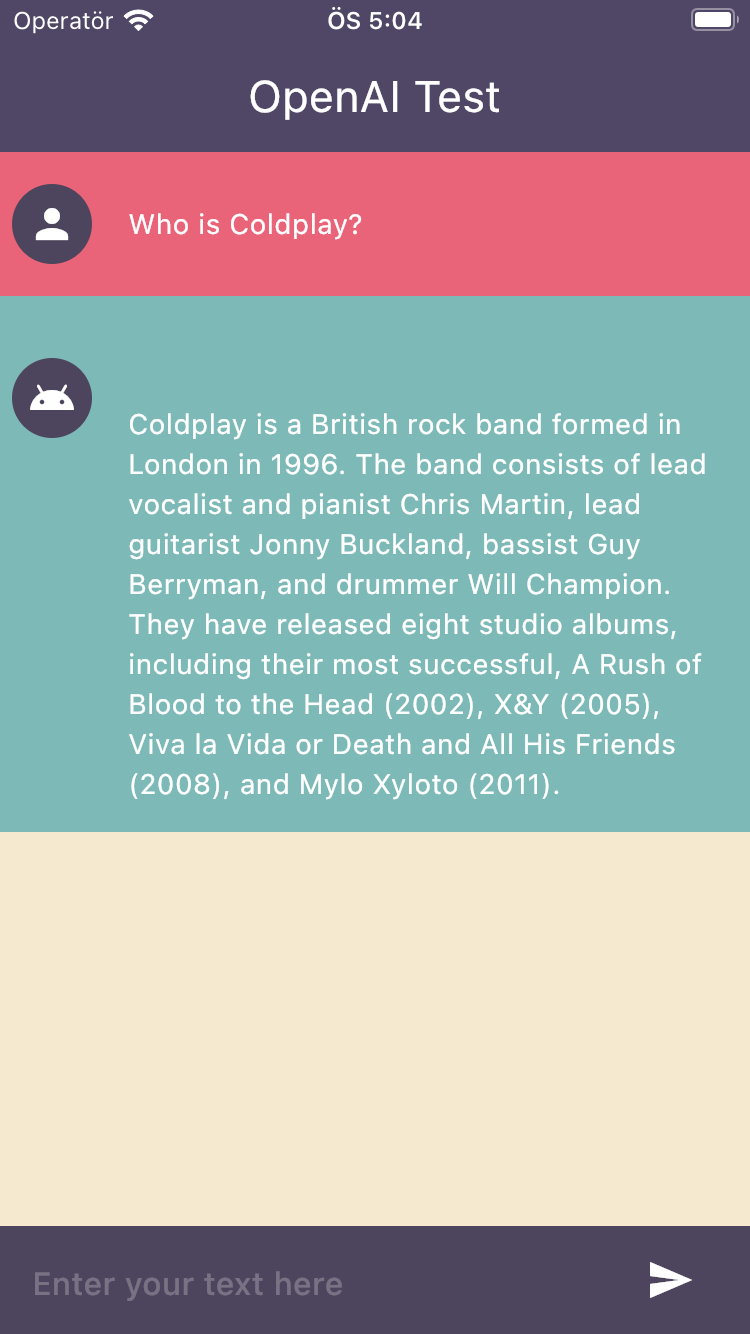 Operatör
ÖS 5:04
OpenAI Test
Who is Coldplay?
Coldplay is a British rock band formed in
London in 1996. The band consists of lead
vocalist and pianist Chris Martin, lead
guitarist Jonny Buckland, bassist Guy
Berryman, and drummer Will Champion.
They have released eight studio albums,
including their most successful, A Rush of
Blood to the Head (2002), X&Y (2005),
Viva la Vida or Death and All His Friends
(2008), and Mylo Xyloto (2011).
Enter your text here